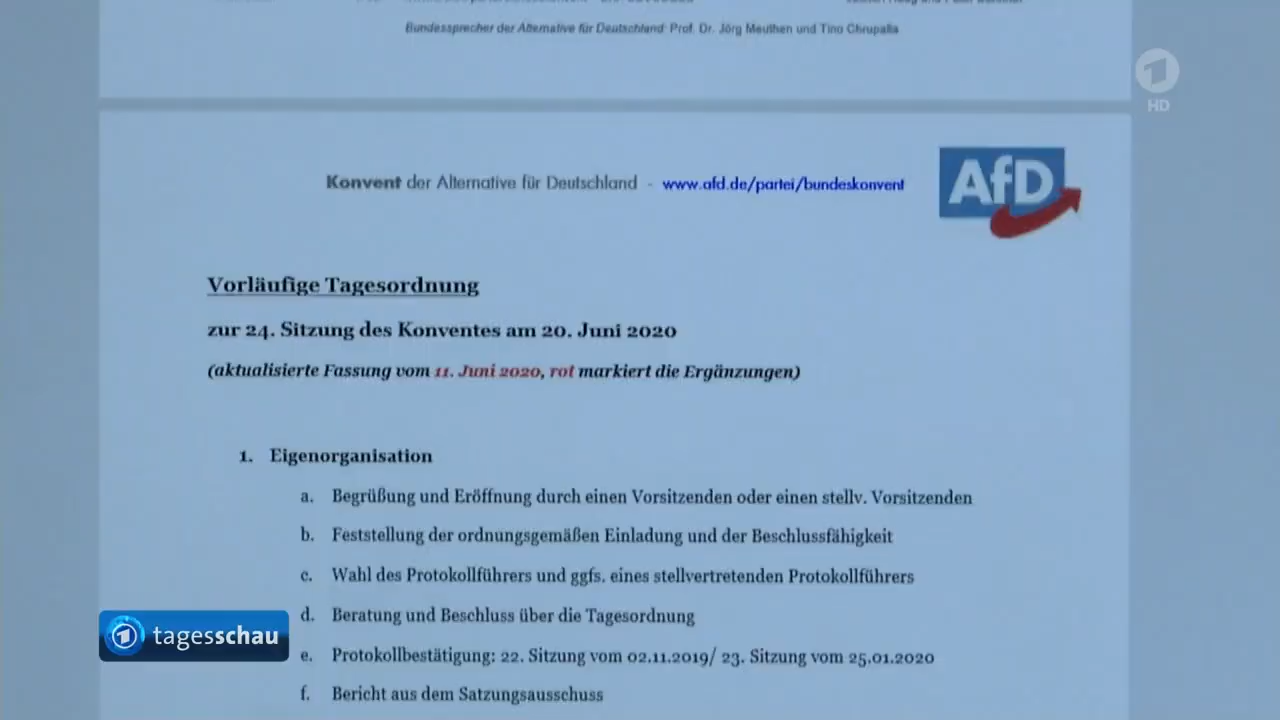 Bundessprecher der Alternative für Deutschland: Prof. Dr. Jörg Meuthen und Tino Chrupalla
1
HD
Konvent der Alternative für Deutschland - www.afd.de/partei/bundeskonvent
AfD
Vorläufige Tagesordnung
zur 24. Sitzung des Konventes am 20. Juni 2020
(aktualisierte Fassung vom 11. Juni 2020, rot markiert die Ergänzungen)
1. Eigenorganisation
a. Begrüßung und Eröffnung durch einen Vorsitzenden oder einen stellv. Vorsitzenden
b. Feststellung der ordnungsgemäßen Einladung und der Beschlussfähigkeit
c. Wahl des Protokollführers und ggfs. eines stellvertretenden Protokollführers
d. Beratung und Beschluss über die Tagesordnung
e. Protokollbestätigung: 22. Sitzung vom 02.11.2019/ 23. Sitzung vom 25.01.2020
f. Bericht aus dem Satzungsausschuss
1 tagesschau